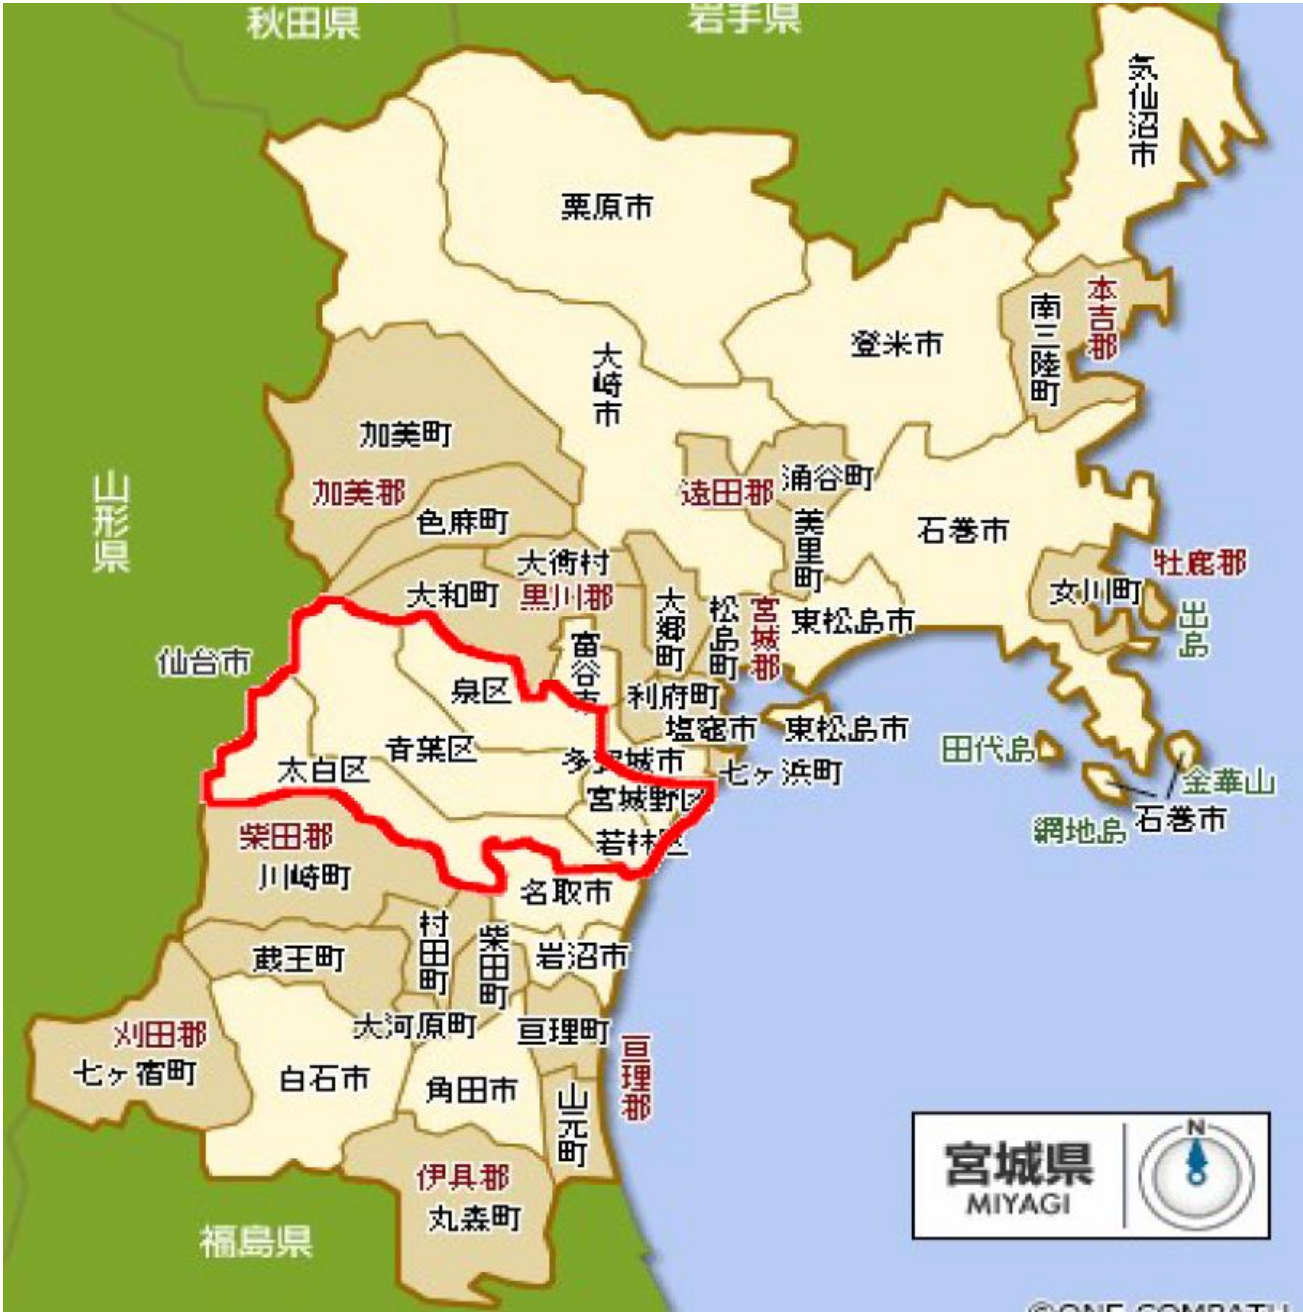 秋田県
岩手県
気仙沼市
栗原市
本吉郡
南三陸町
登米市
大崎市
加美町
加美郡
涌谷町
遠田郡
色麻町
美里町
石巻市
山形県
大衡村
牡鹿郡
女川町
大和町
黒川郡
大郷町
松島町
宮城郡
東松島市
出島
仙台市
富谷市
泉区
利府町
塩竈市
東松島市
青葉区
多賀城市
田代島
太白区
七ヶ浜町
金華山
宮城野区
石巻市
網地島
柴田郡
若林区
川崎町
名取市
村田町
柴田町
蔵王町
岩沼市
大河原町
亘理町
刈田郡
七ヶ宿町
白石市
角田市
亘理郡
山元町
伊具郡
丸森町
福島県
宮城県
MIYAGI
N